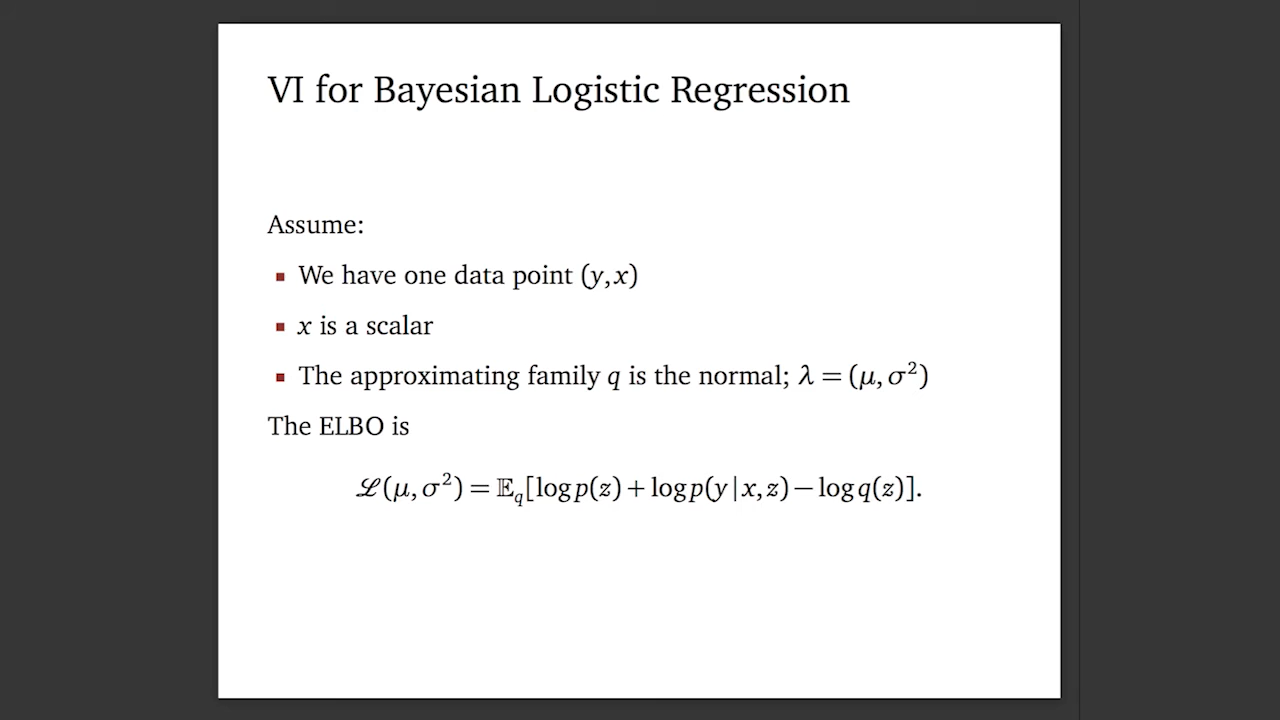 VI for Bayesian Logistic Regression
Assume:
▪ We have one data point (y, x)
▪ x is a scalar
▪ The approximating family q is the normal; λ = (μ, σ²)
The ELBO is
ℒ(μ, σ²) = 𝔼_q[log p(z) + log p(y | x, z) − log q(z)].